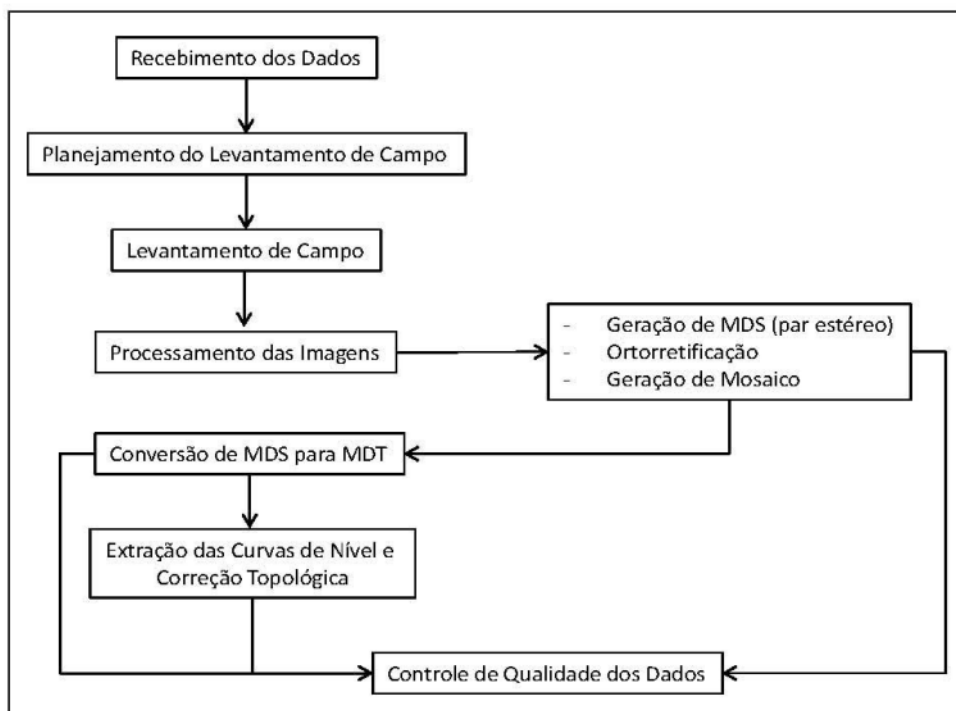 Recebimento dos Dados
Planejamento do Levantamento de Campo
Levantamento de Campo
Processamento das Imagens
- Geração de MDS (par estéreo)
- Ortorretificação
- Geração de Mosaico
Conversão de MDS para MDT
Extração das Curvas de Nível e
Correção Topológica
Controle de Qualidade dos Dados